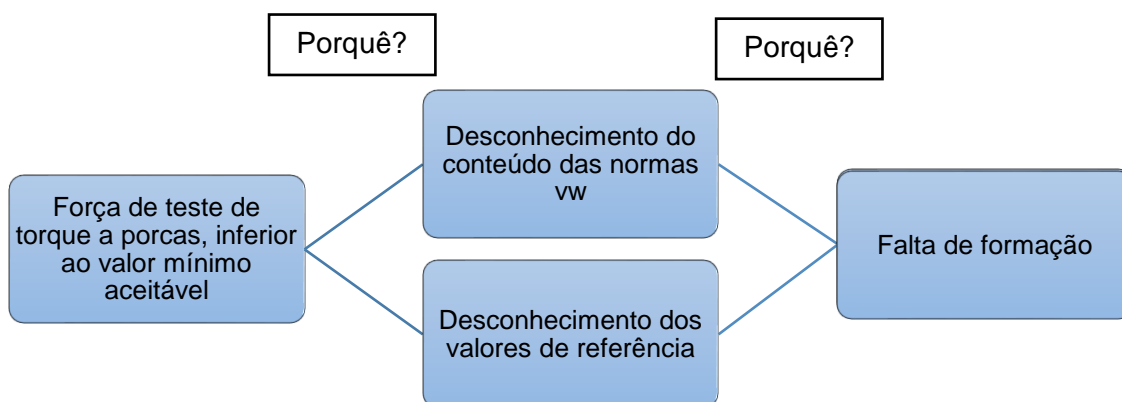 Porquê?
Porquê?
Força de teste de
torque a porcas, inferior
ao valor mínimo
aceitável
Desconhecimento do
conteúdo das normas
vw
Desconhecimento dos
valores de referência
Falta de formação